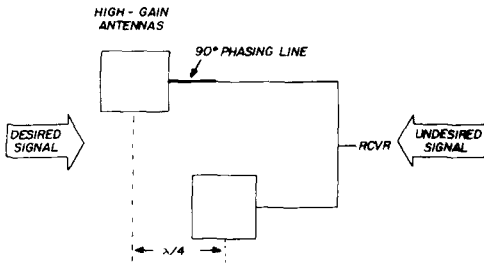 HIGH-GAIN
ANTENNAS
90° PHASING LINE
DESIRED
SIGNAL
RCVR
UNDESIRED
SIGNAL
λ/4